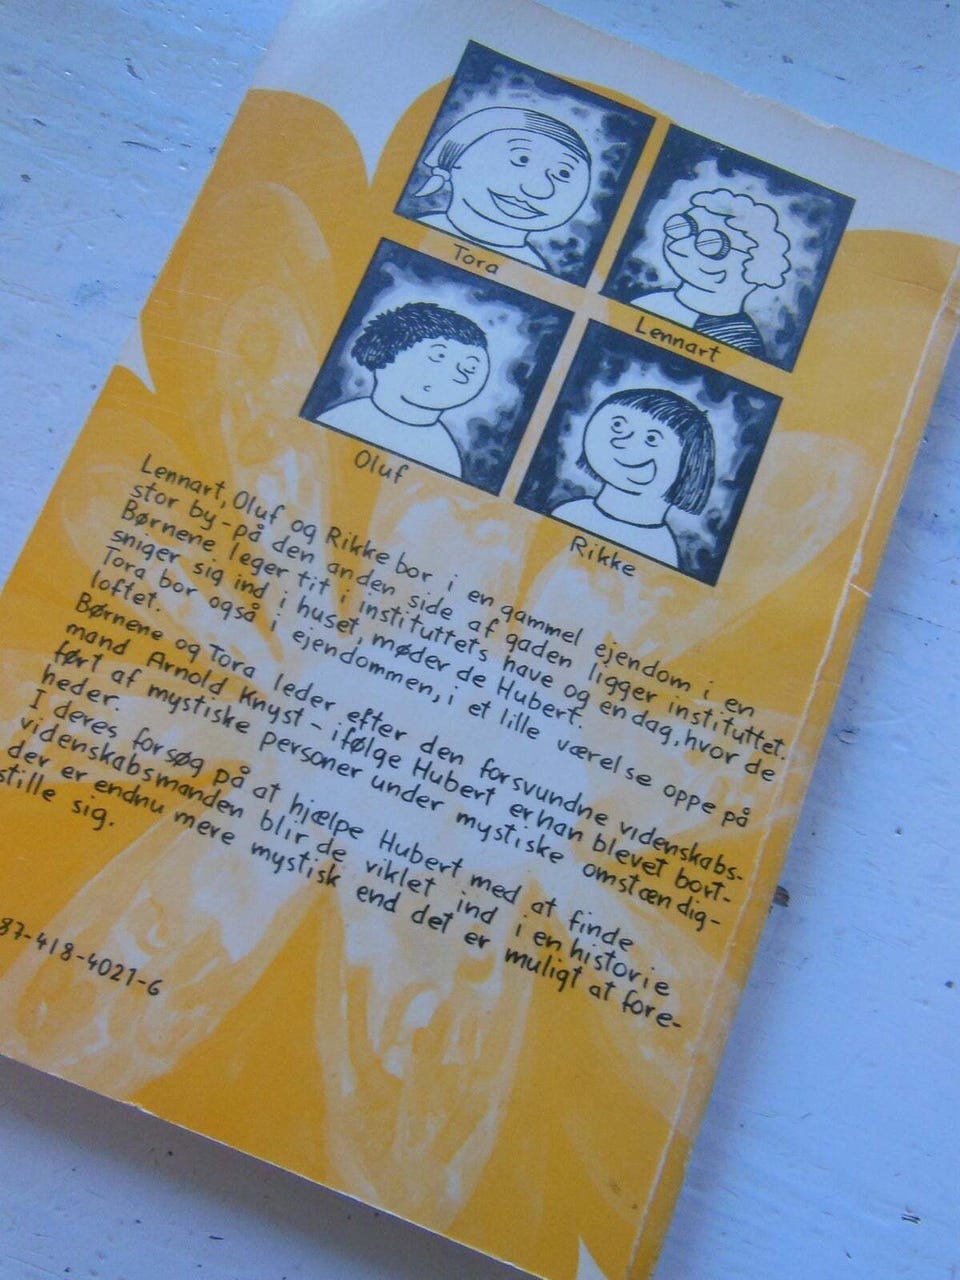 Tora
Lennart
Oluf
Rikke
Lennart, Oluf og Rikke bor i en gammel ejendom i en
stor by - på den anden side af gaden ligger instituttet.
Børnene leger tit i instituttets have og en dag, hvor de
sniger sig ind i huset, møder de Hubert.
Tora bor også i ejendommen, i et lille værelse oppe på
loftet.
Børnene og Tora leder efter den forsvundne videnskabs-
mand Arnold Knyst - ifølge Hubert er han blevet bort-
ført af mystiske personer under mystiske omstændig-
heder.
I deres forsøg på at hjælpe Hubert med at finde
videnskabsmanden blir de viklet ind i en historie
der er endnu mere mystisk end det er muligt at fore-
stille sig.
87-418-4021-6